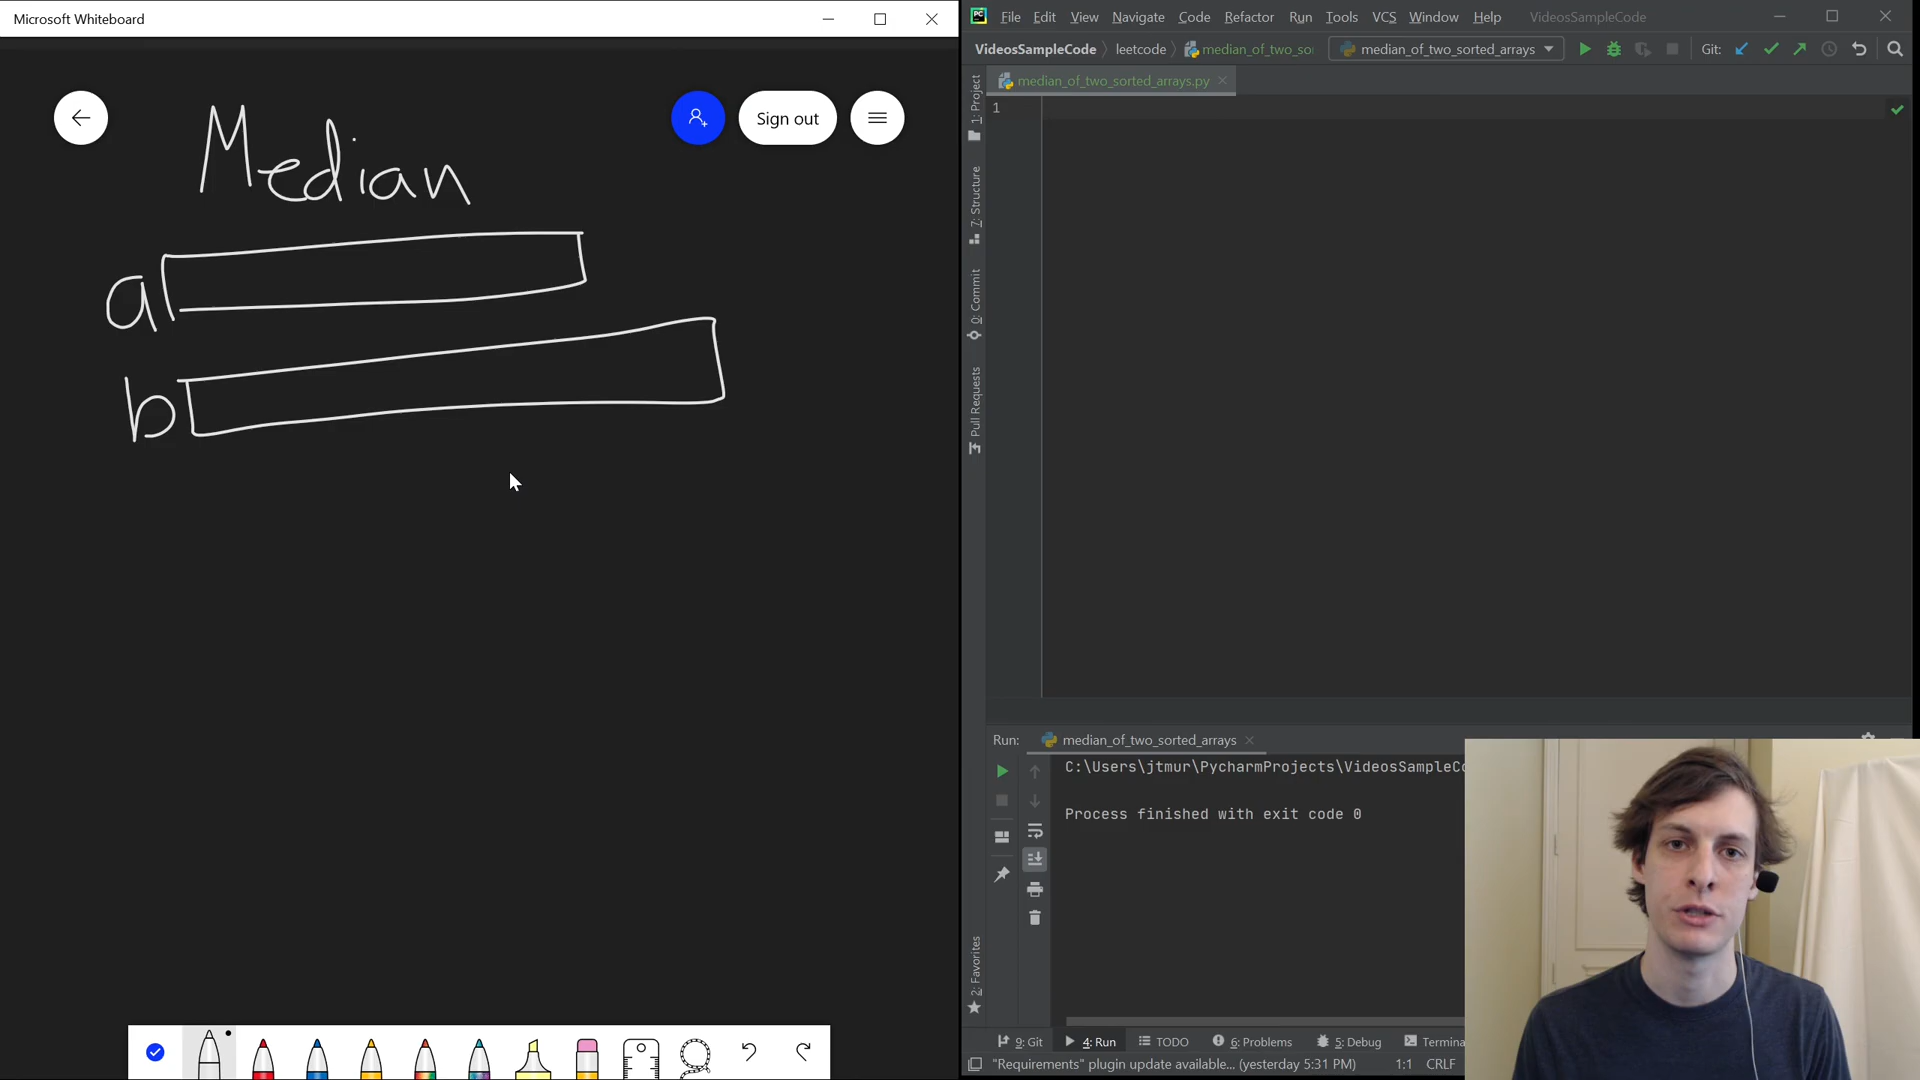 Microsoft Whiteboard
Sign out
Median
a
b
File Edit View Navigate Code Refactor Run Tools VCS Window Help VideosSampleCode
VideosSampleCode leetcode median_of_two_so
median_of_two_sorted_arrays
Git:
median_of_two_sorted_arrays.py
1
1: Project
7: Structure
0: Commit
Pull Requests
2: Favorites
Run: median_of_two_sorted_arrays
C:\Users\jtmur\PycharmProjects\VideosSampleCo
Process finished with exit code 0
9: Git 4: Run TODO 6: Problems 5: Debug Termina
"Requirements" plugin update available... (yesterday 5:31 PM) 1:1 CRLF